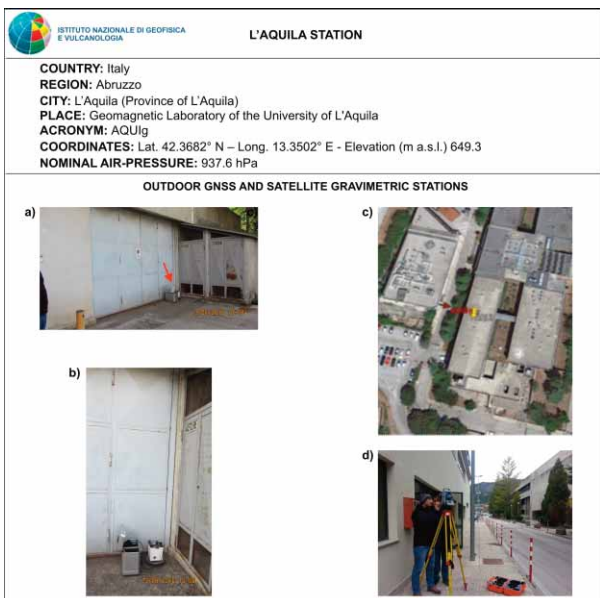 ISTITUTO NAZIONALE DI GEOFISICA
E VULCANOLOGIA
L'AQUILA STATION
COUNTRY: Italy
REGION: Abruzzo
CITY: L'Aquila (Province of L'Aquila)
PLACE: Geomagnetic Laboratory of the University of L'Aquila
ACRONYM: AQUIg
COORDINATES: Lat. 42.3682° N – Long. 13.3502° E - Elevation (m a.s.l.) 649.3
NOMINAL AIR-PRESSURE: 937.6 hPa
OUTDOOR GNSS AND SATELLITE GRAVIMETRIC STATIONS
a)
c)
b)
d)